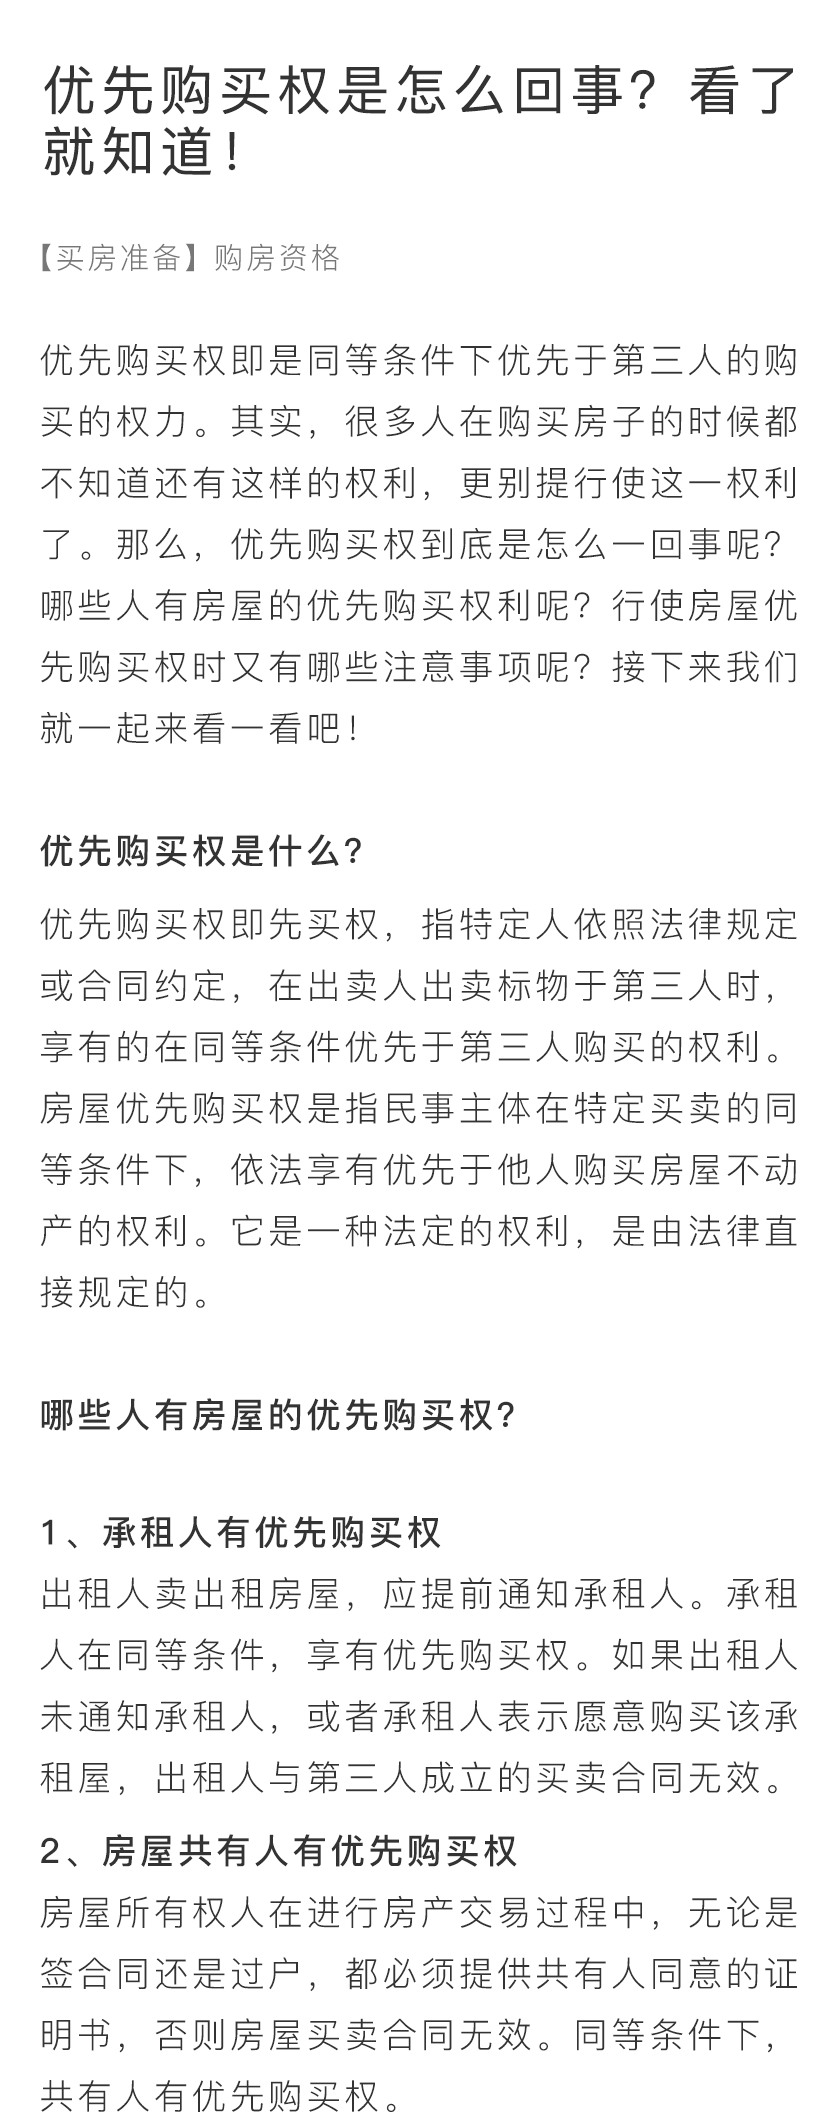 优先购买权是怎么回事？看了
就知道！
【买房准备】购房资格
优先购买权即是同等条件下优先于第三人的购
买的权力。其实，很多人在购买房子的时候都
不知道还有这样的权利，更别提行使这一权利
了。那么，优先购买权到底是怎么一回事呢？
哪些人有房屋的优先购买权利呢？行使房屋优
先购买权时又有哪些注意事项呢？接下来我们
就一起来看一看吧！
优先购买权是什么？
优先购买权即先买权，指特定人依照法律规定
或合同约定，在出卖人出卖标物于第三人时，
享有的在同等条件优先于第三人购买的权利。
房屋优先购买权是指民事主体在特定买卖的同
等条件下，依法享有优先于他人购买房屋不动
产的权利。它是一种法定的权利，是由法律直
接规定的。
哪些人有房屋的优先购买权？
1、承租人有优先购买权
出租人卖出租房屋，应提前通知承租人。承租
人在同等条件，享有优先购买权。如果出租人
未通知承租人，或者承租人表示愿意购买该承
租屋，出租人与第三人成立的买卖合同无效。
2、房屋共有人有优先购买权
房屋所有权人在进行房产交易过程中，无论是
签合同还是过户，都必须提供共有人同意的证
明书，否则房屋买卖合同无效。同等条件下，
共有人有优先购买权。